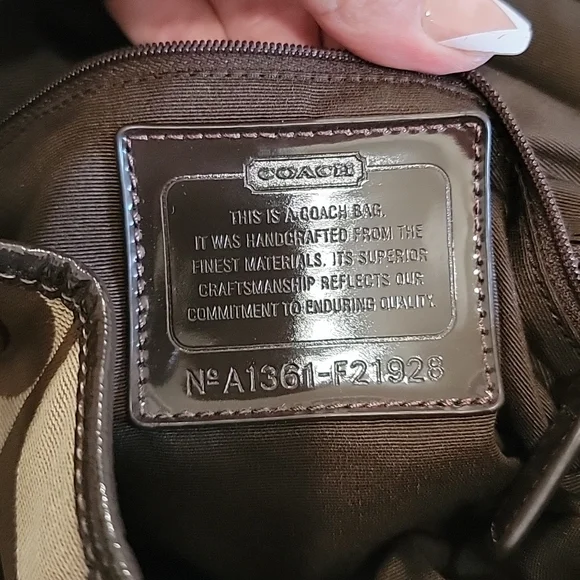 COACH
THIS IS A COACH BAG.
IT WAS HANDCRAFTED FROM THE
FINEST MATERIALS. ITS SUPERIOR
CRAFTSMANSHIP REFLECTS OUR
COMMITMENT TO ENDURING QUALITY.
Nº A1361-F21928